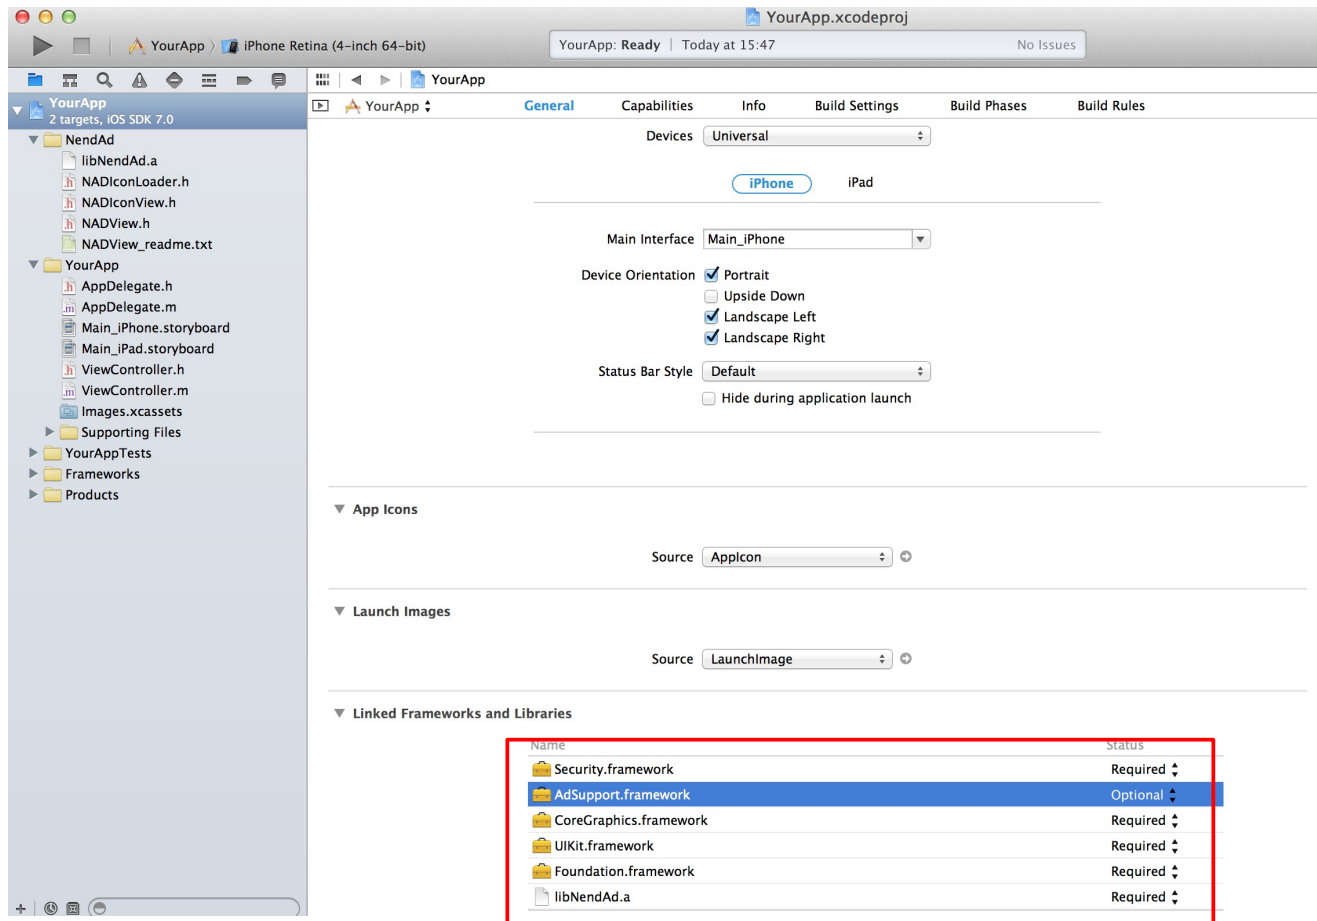 YourApp.xcodeproj
YourApp iPhone Retina (4-inch 64-bit)
YourApp: Ready | Today at 15:47 No Issues
YourApp
YourApp
2 targets, iOS SDK 7.0
NendAd
libNendAd.a
NADIconLoader.h
NADIconView.h
NADView.h
NADView_readme.txt
YourApp
AppDelegate.h
AppDelegate.m
Main_iPhone.storyboard
Main_iPad.storyboard
ViewController.h
ViewController.m
Images.xcassets
Supporting Files
YourAppTests
Frameworks
Products
YourApp General Capabilities Info Build Settings Build Phases Build Rules
Devices Universal
iPhone iPad
Main Interface Main_iPhone
Device Orientation Portrait
Upside Down
Landscape Left
Landscape Right
Status Bar Style Default
Hide during application launch
App Icons
Source AppIcon
Launch Images
Source LaunchImage
Linked Frameworks and Libraries
Name Status
Security.framework Required
AdSupport.framework Optional
CoreGraphics.framework Required
UIKit.framework Required
Foundation.framework Required
libNendAd.a Required